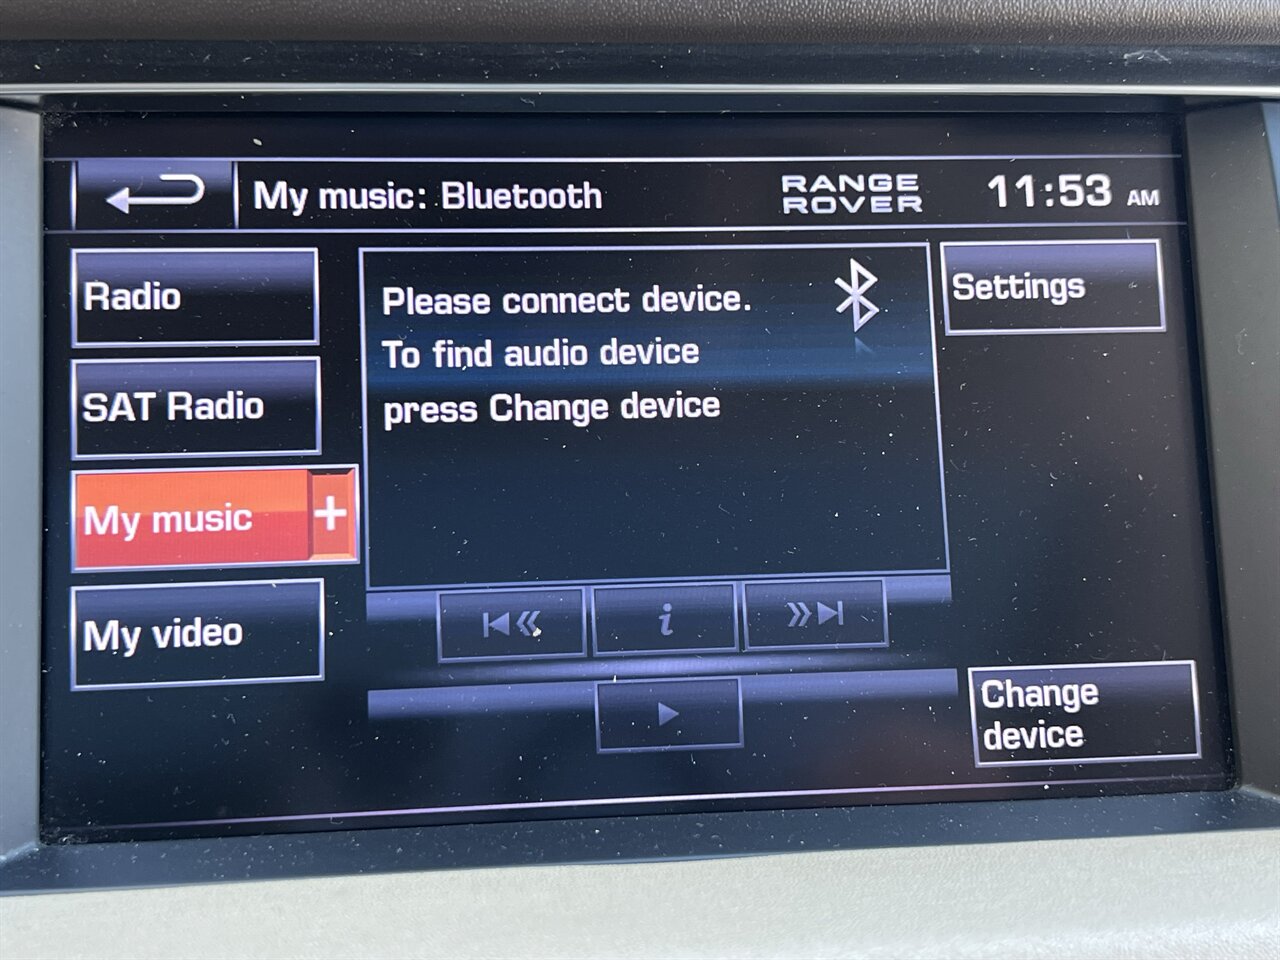 My music: Bluetooth
RANGE
ROVER
11:53 AM
Radio
SAT Radio
My music +
My video
Please connect device.
To find audio device
press Change device
Settings
i
Change
device